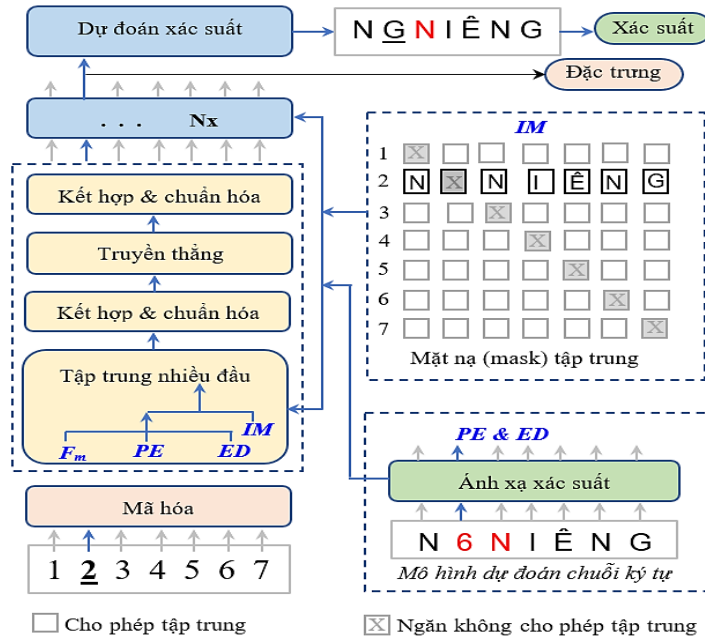 Dự đoán xác suất
N G N I Ê N G
Xác suất
Đặc trưng
. . . Nx
Kết hợp & chuẩn hóa
Truyền thẳng
Kết hợp & chuẩn hóa
Tập trung nhiều đầu
IM
Fm PE ED
Mã hóa
1 2 3 4 5 6 7
IM
1 X
2 N X N I Ê N G
3 X
4 X
5 X
6 X
7 X
Mặt nạ (mask) tập trung
PE & ED
Ánh xạ xác suất
N 6 N I Ê N G
Mô hình dự đoán chuỗi ký tự
Cho phép tập trung
X Ngăn không cho phép tập trung